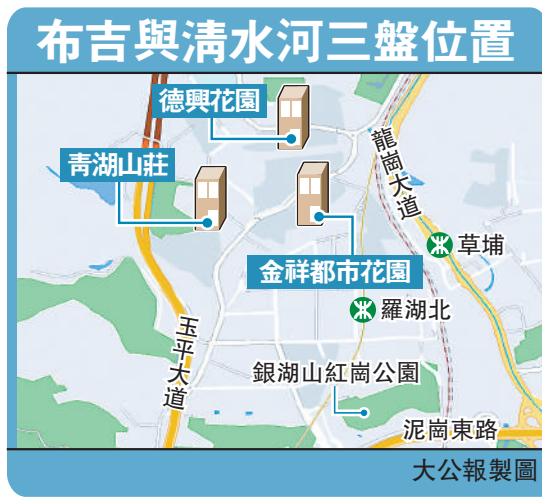 布吉與清水河三盤位置
德興花園
青湖山莊
龍崗大道
草埔
金祥都市花園
羅湖北
玉平大道
銀湖山紅崗公園
泥崗東路
大公報製圖